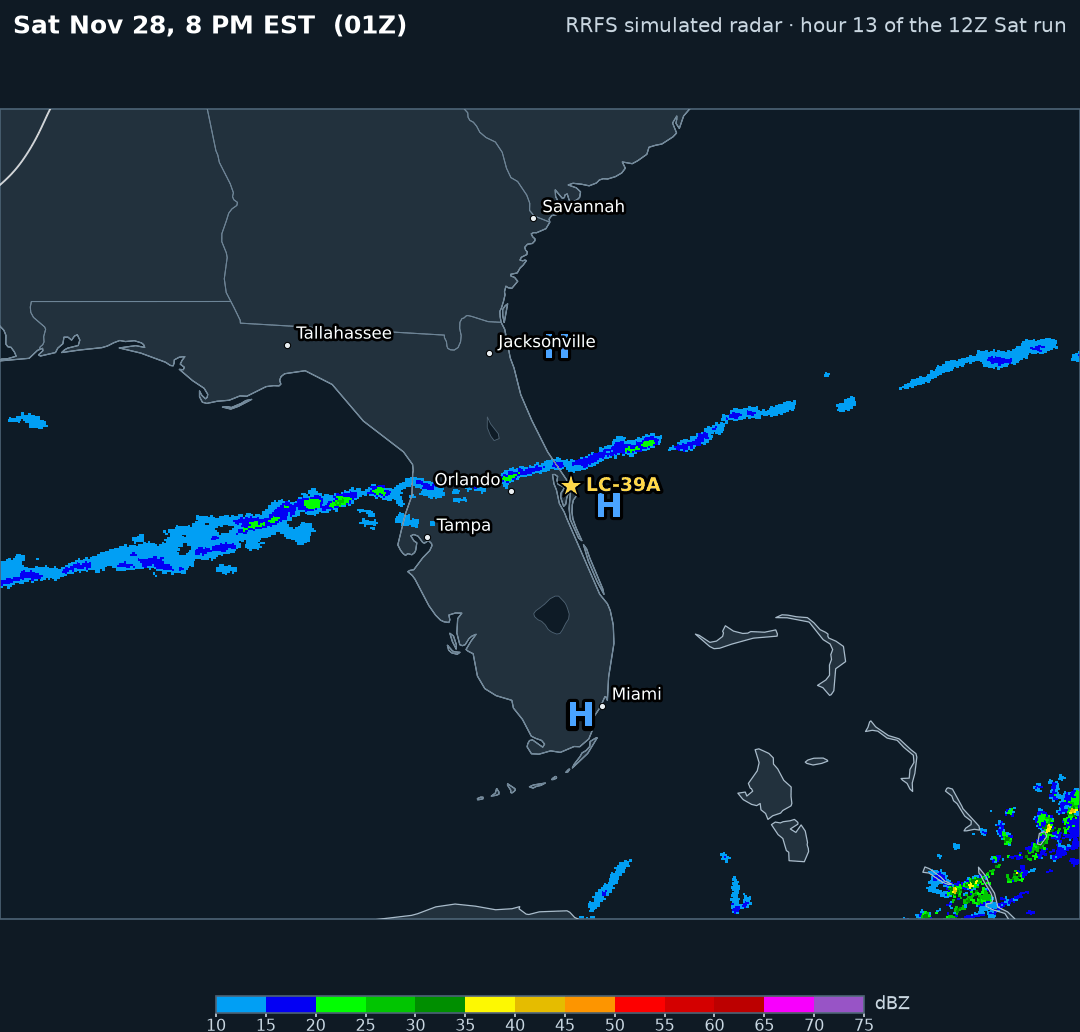 Sat Nov 28, 8 PM EST (01Z)
RRFS simulated radar · hour 13 of the 12Z Sat run
Savannah
Tallahassee
Jacksonville
H
Orlando
LC-39A
H
Tampa
Miami
H
dBZ
10 15 20 25 30 35 40 45 50 55 60 65 70 75